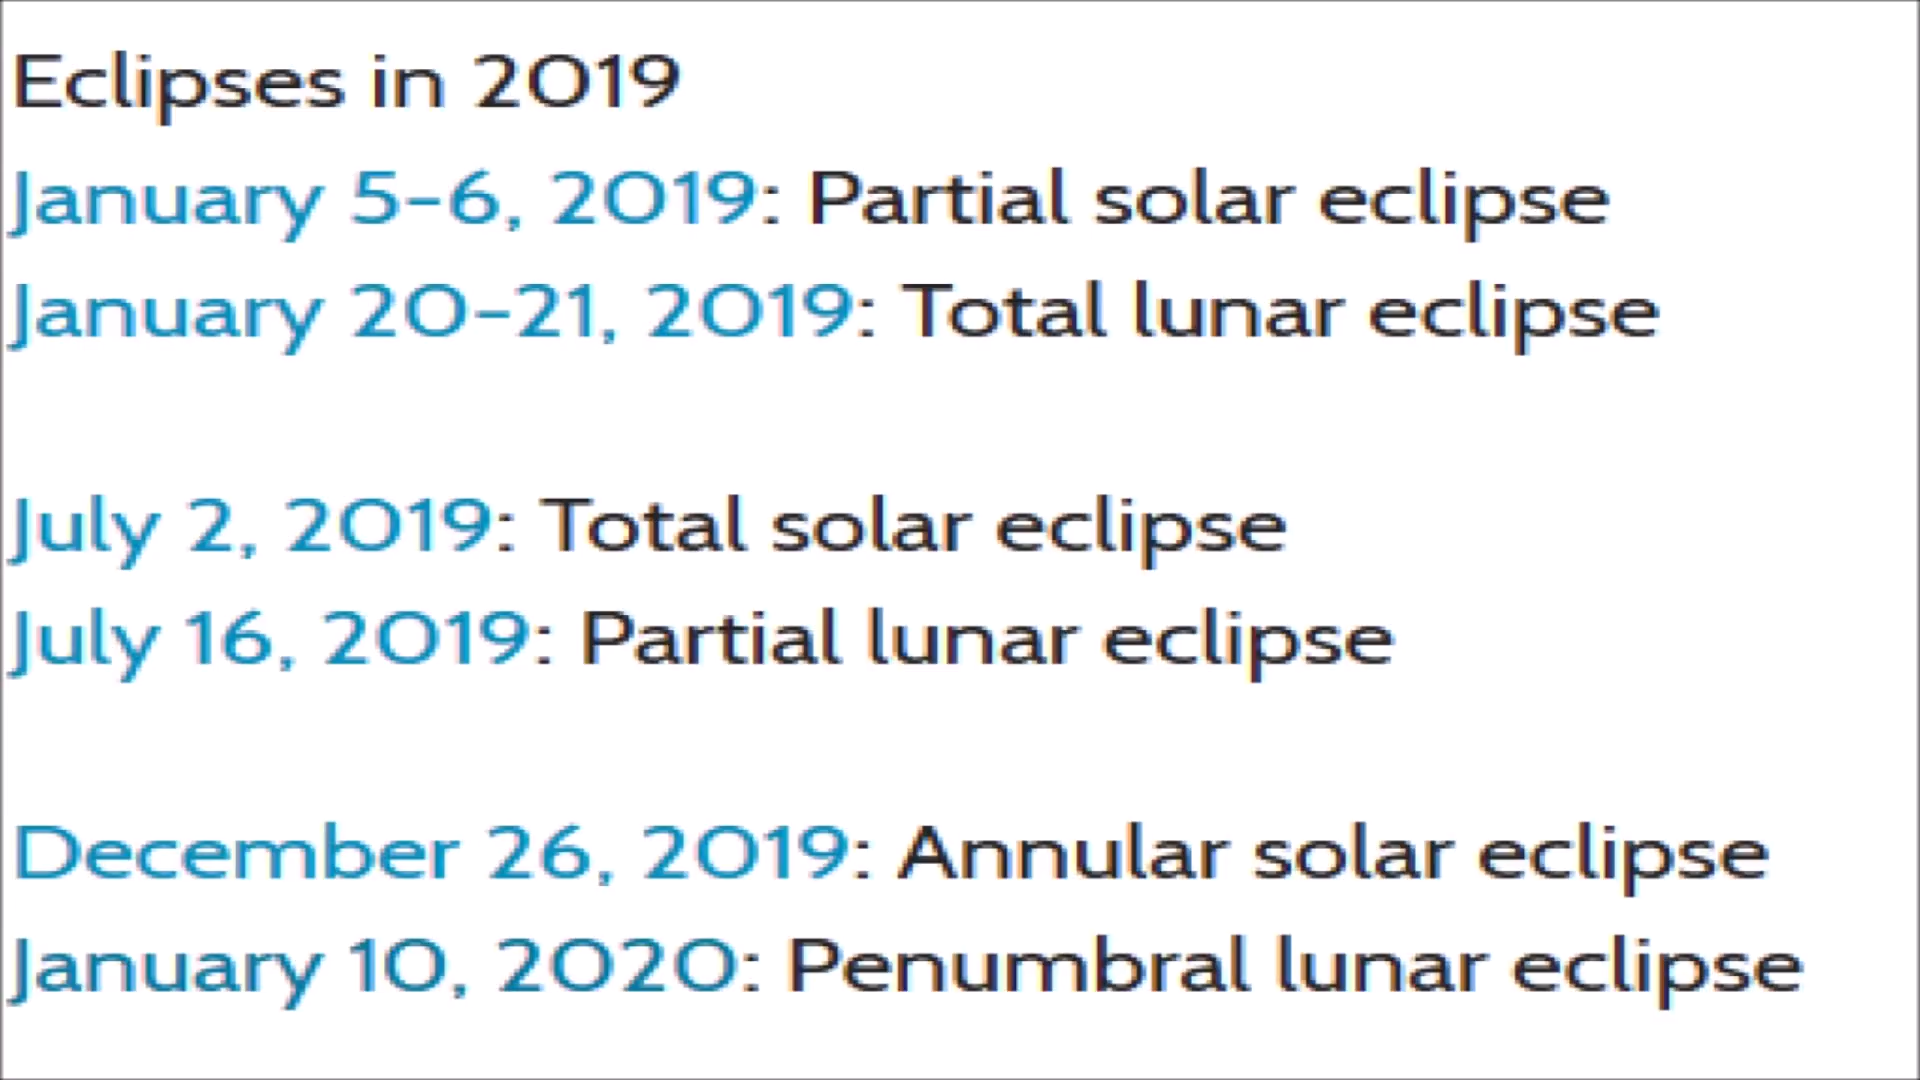 Eclipses in 2019
January 5–6, 2019: Partial solar eclipse
January 20–21, 2019: Total lunar eclipse
July 2, 2019: Total solar eclipse
July 16, 2019: Partial lunar eclipse
December 26, 2019: Annular solar eclipse
January 10, 2020: Penumbral lunar eclipse